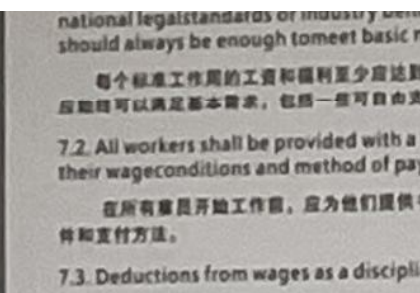 national legalstandards or industry
should always be enough tomeet basic
每个标准工作周的工资和福利至少应达到
应始终可以满足基本需求，包括一些可自由支
7.2. All workers shall be provided with a
their wageconditions and method of pay
在所有雇员开始工作前，应为他们提供
件和支付方法。
7.3. Deductions from wages as a discipli